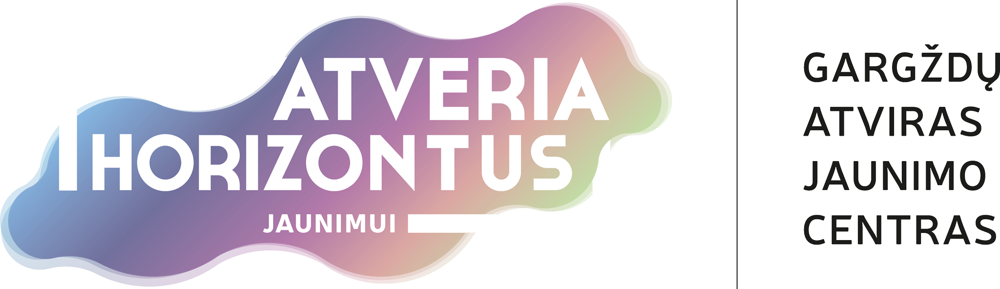 ATVERIA
HORIZONTUS
JAUNIMUI
GARGŽDŲ
ATVIRAS
JAUNIMO
CENTRAS